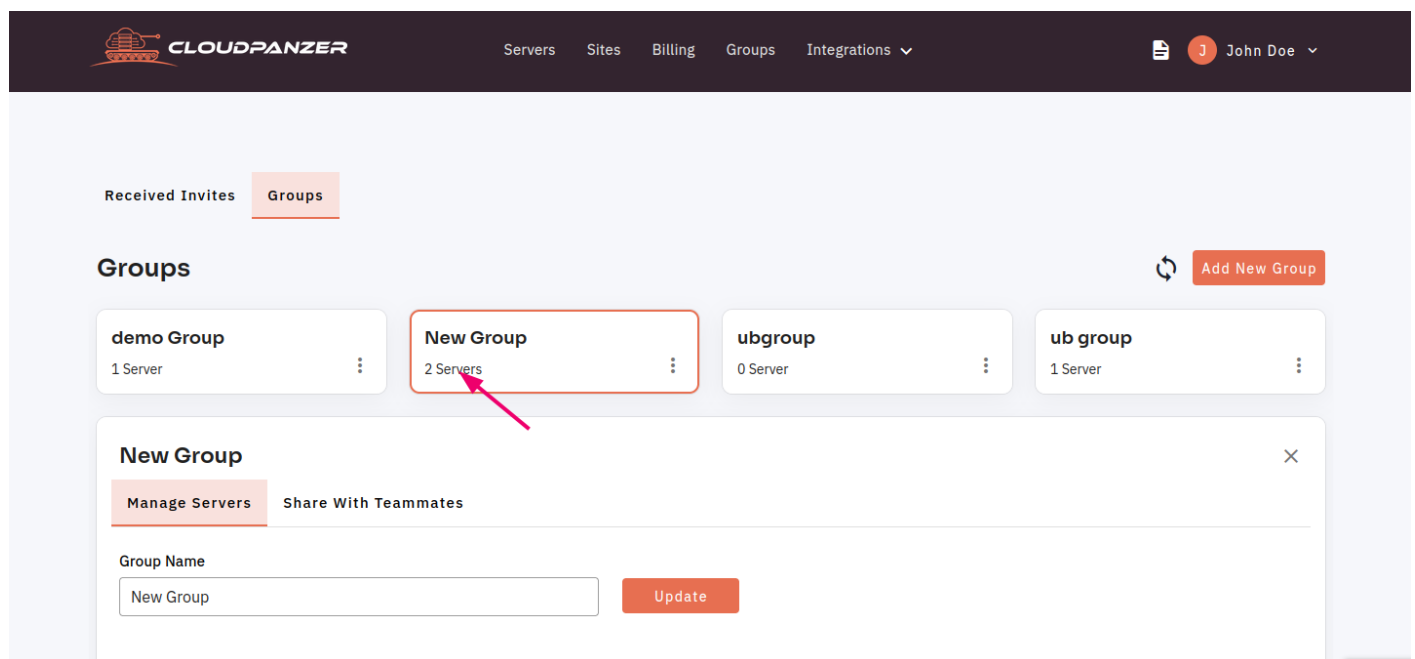 CLOUDPANZER Servers Sites Billing Groups Integrations J John Doe
Received Invites Groups
Groups Add New Group
demo Group New Group ubgroup ub group
1 Server 2 Servers 0 Server 1 Server
New Group
Manage Servers Share With Teammates
Group Name
New Group Update